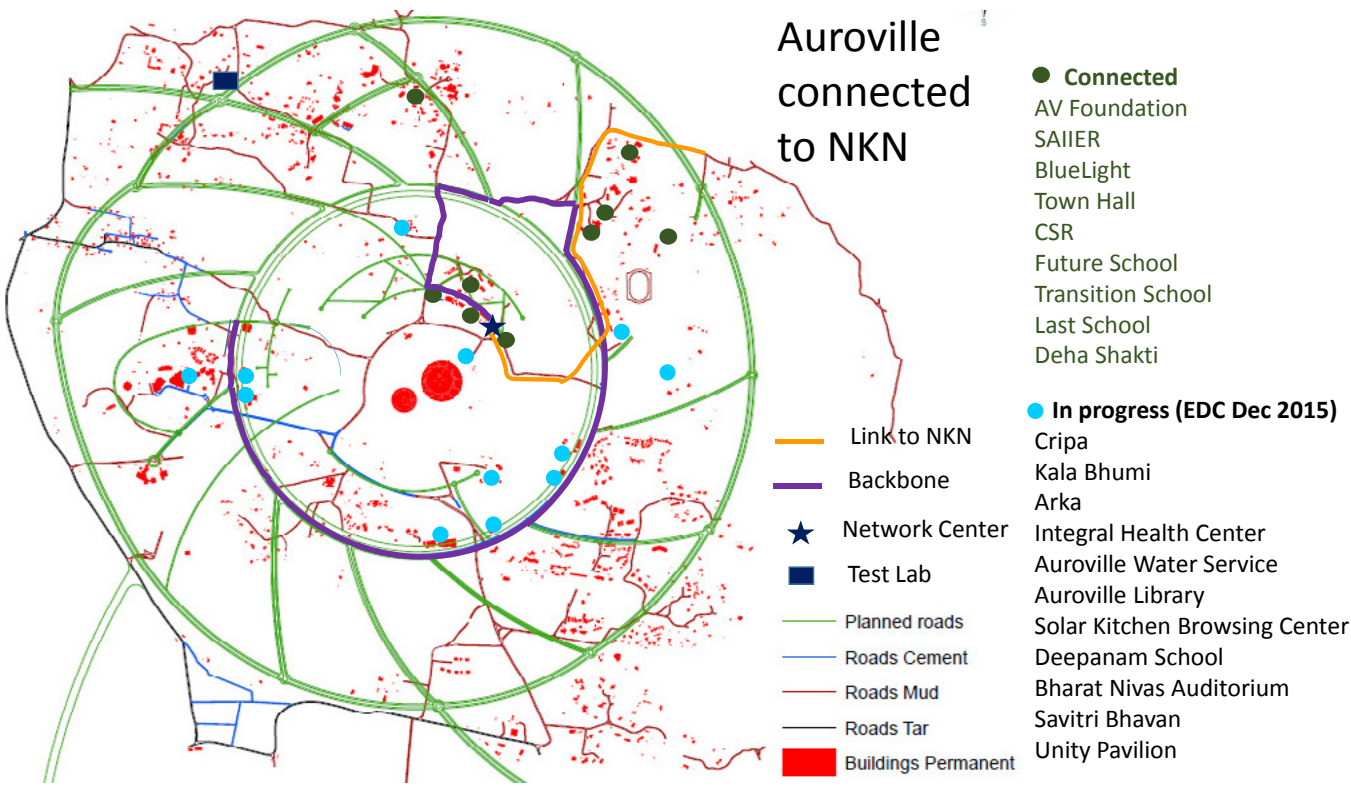 Auroville
connected
to NKN
Connected
AV Foundation
SAIIER
BlueLight
Town Hall
CSR
Future School
Transition School
Last School
Deha Shakti
In progress (EDC Dec 2015)
Cripa
Kala Bhumi
Arka
Integral Health Center
Auroville Water Service
Auroville Library
Solar Kitchen Browsing Center
Deepanam School
Bharat Nivas Auditorium
Savitri Bhavan
Unity Pavilion
Link to NKN
Backbone
Network Center
Test Lab
Planned roads
Roads Cement
Roads Mud
Roads Tar
Buildings Permanent